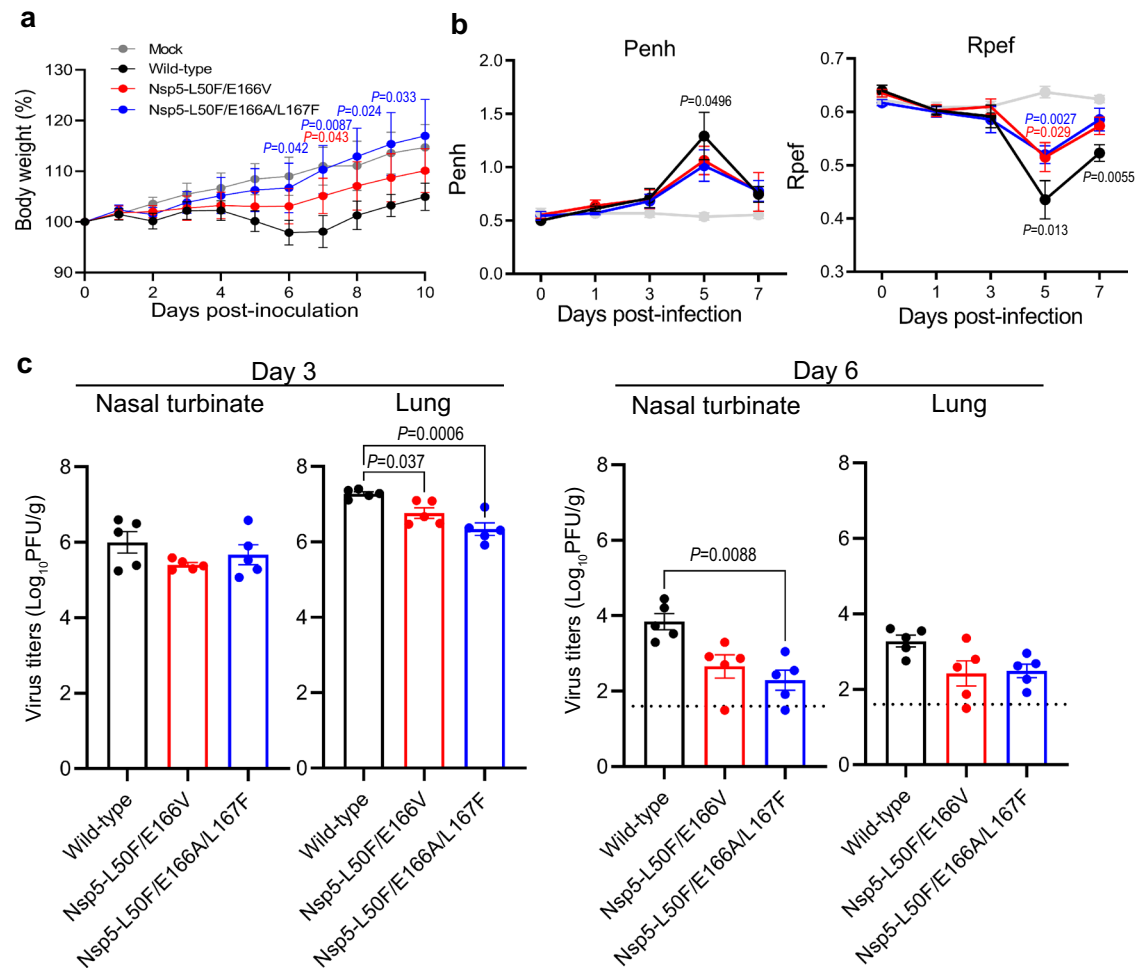 a
Mock
Wild-type
Nsp5-L50F/E166V
Nsp5-L50F/E166A/L167F
Body weight (%)
130
120
110
100
90
P=0.042
P=0.0087
P=0.043
P=0.024
P=0.033
0 2 4 6 8 10
Days post-inoculation
b
Penh
Penh
2.0
1.5
1.0
0.5
0.0
P=0.0496
0 1 3 5 7
Days post-infection
Rpef
Rpef
0.7
0.6
0.5
0.4
0.3
P=0.0027
P=0.029
P=0.0055
P=0.013
0 1 3 5 7
Days post-infection
c
Day 3
Nasal turbinate
Virus titers (Log10PFU/g)
8
6
4
2
0
Wild-type
Nsp5-L50F/E166V
Nsp5-L50F/E166A/L167F
Lung
P=0.0006
P=0.037
8
6
4
2
0
Wild-type
Nsp5-L50F/E166V
Nsp5-L50F/E166A/L167F
Day 6
Nasal turbinate
Virus titers (Log10PFU/g)
8
6
4
2
0
P=0.0088
Wild-type
Nsp5-L50F/E166V
Nsp5-L50F/E166A/L167F
Lung
8
6
4
2
0
Wild-type
Nsp5-L50F/E166V
Nsp5-L50F/E166A/L167F